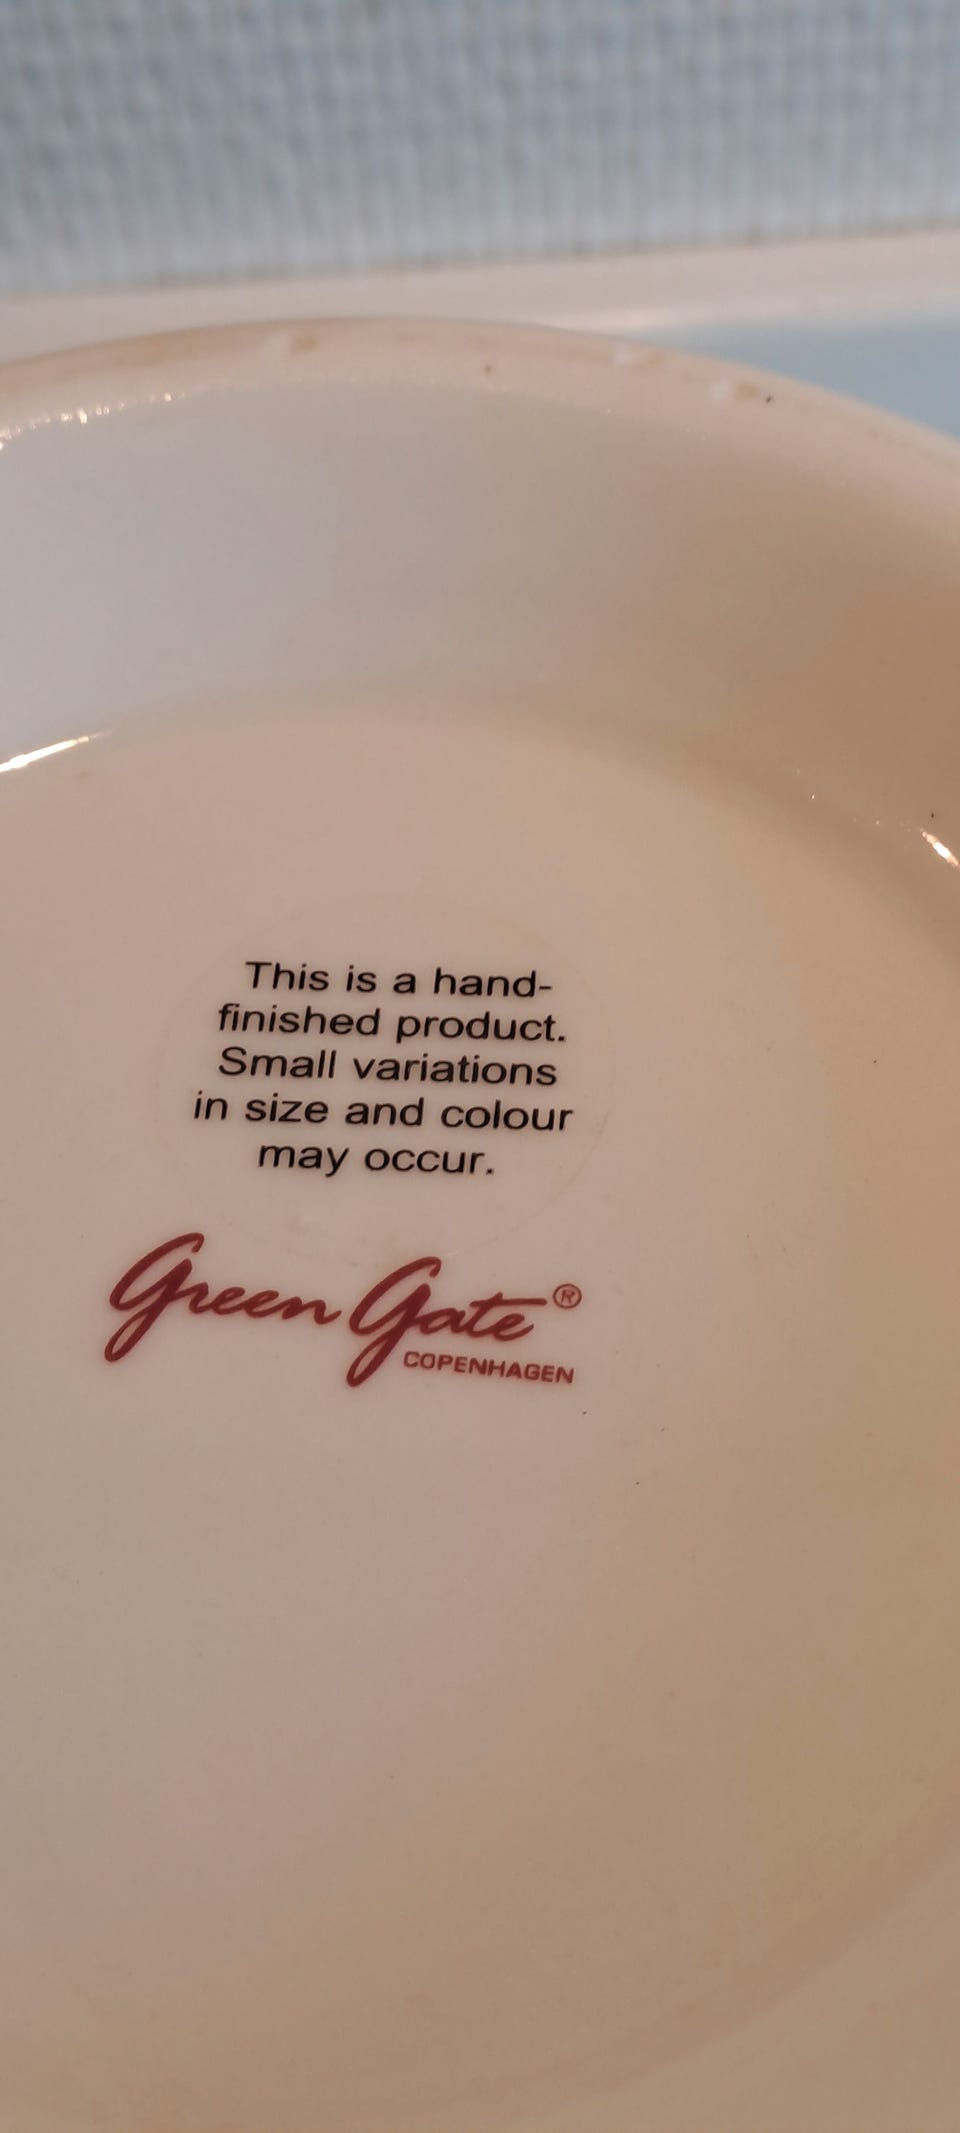 This is a hand-
finished product.
Small variations
in size and colour
may occur.
Green Gate®
COPENHAGEN